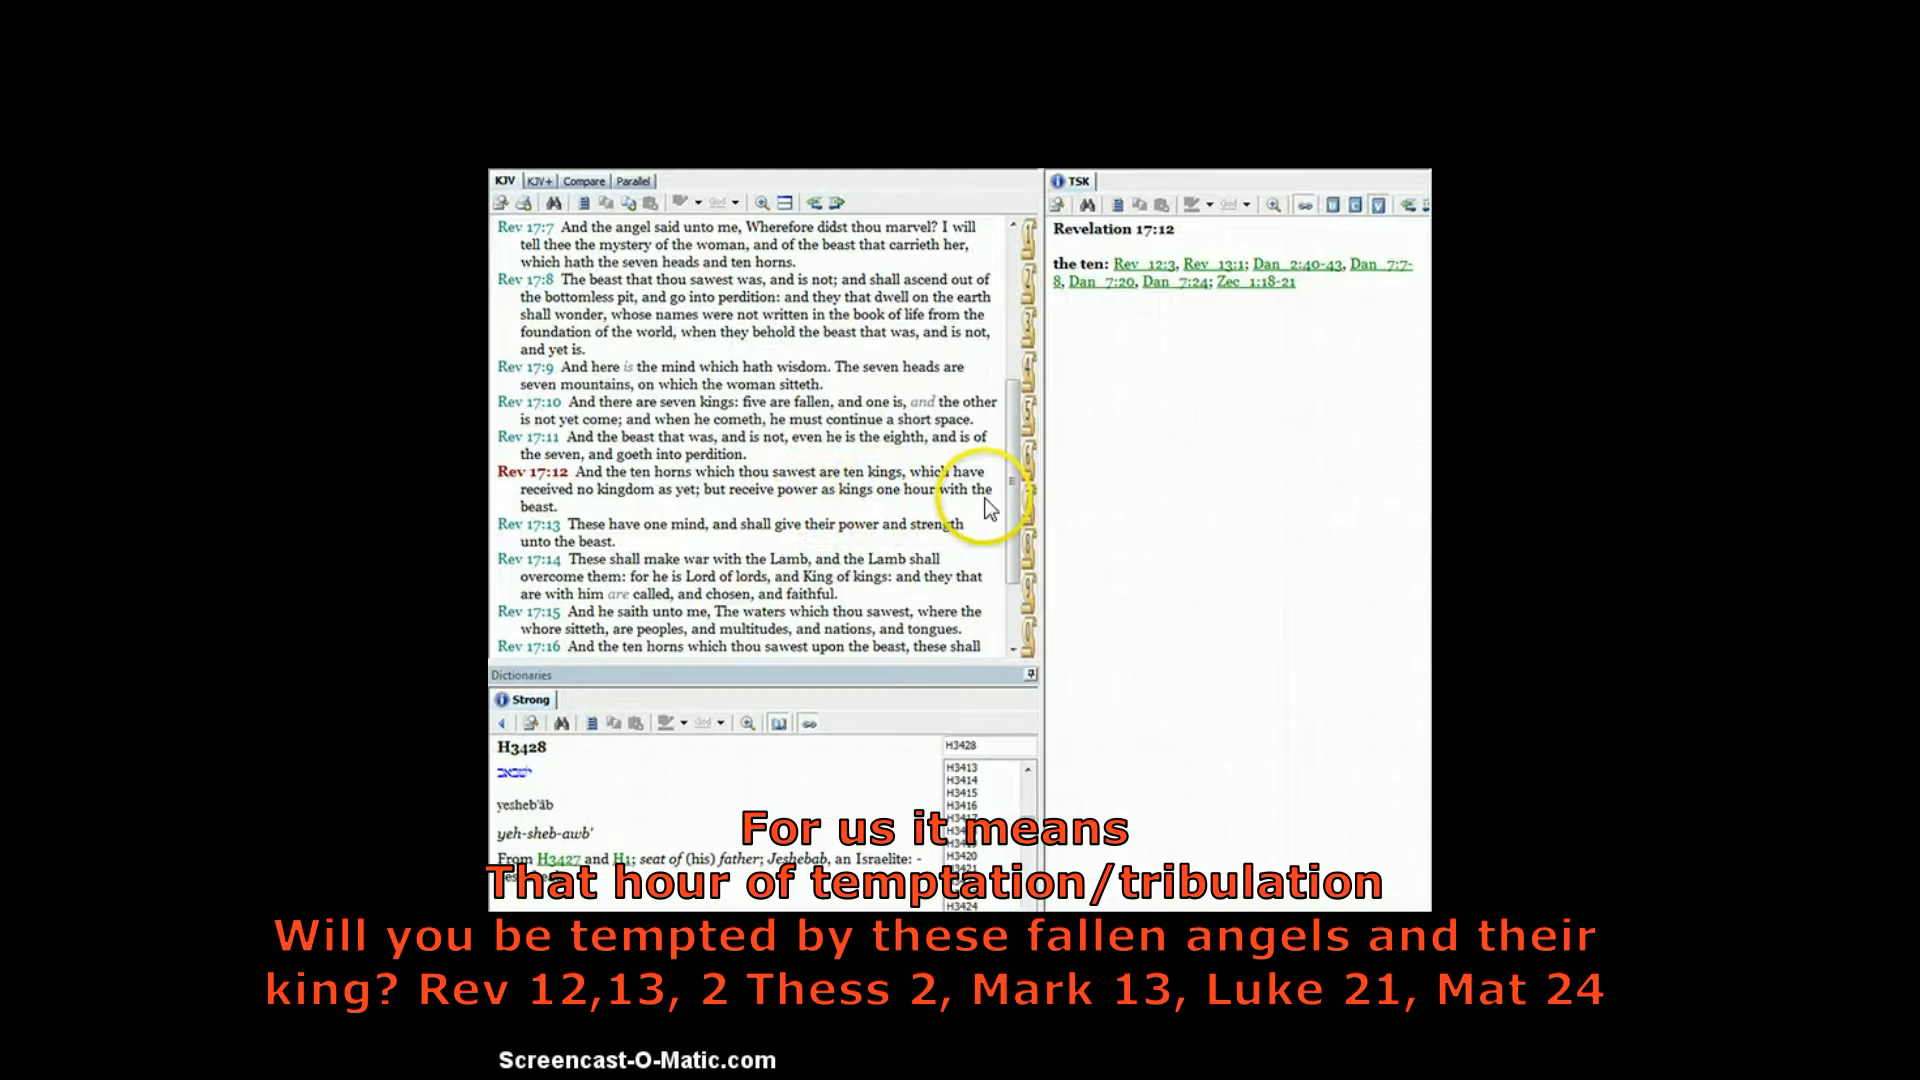 KJV KJV+ Compare Parallel
Rev 17:7 And the angel said unto me, Wherefore didst thou marvel? I will
tell thee the mystery of the woman, and of the beast that carrieth her,
which hath the seven heads and ten horns.
Rev 17:8 The beast that thou sawest was, and is not; and shall ascend out of
the bottomless pit, and go into perdition: and they that dwell on the earth
shall wonder, whose names were not written in the book of life from the
foundation of the world, when they behold the beast that was, and is not,
and yet is.
Rev 17:9 And here is the mind which hath wisdom. The seven heads are
seven mountains, on which the woman sitteth.
Rev 17:10 And there are seven kings: five are fallen, and one is, and the other
is not yet come; and when he cometh, he must continue a short space.
Rev 17:11 And the beast that was, and is not, even he is the eighth, and is of
the seven, and goeth into perdition.
Rev 17:12 And the ten horns which thou sawest are ten kings, which have
received no kingdom as yet; but receive power as kings one hour with the
beast.
Rev 17:13 These have one mind, and shall give their power and strength
unto the beast.
Rev 17:14 These shall make war with the Lamb, and the Lamb shall
overcome them: for he is Lord of lords, and King of kings: and they that
are with him are called, and chosen, and faithful.
Rev 17:15 And he saith unto me, The waters which thou sawest, where the
whore sitteth, are peoples, and multitudes, and nations, and tongues.
Rev 17:16 And the ten horns which thou sawest upon the beast, these shall
TSK
Revelation 17:12
the ten: Rev_12:3, Rev_13:1; Dan_2:40-43, Dan_7:7-
8, Dan_7:20, Dan_7:24; Zec_1:18-21
Dictionaries
Strong
H3428
yesheb'âb
yeh-sheb-awb'
From H3427 and H1; seat of (his) father; Jeshebab, an Israelite: -
H3428
H3413
H3414
H3415
H3416
H3420
H3424
For us it means
That hour of temptation/tribulation
Will you be tempted by these fallen angels and their
king? Rev 12,13, 2 Thess 2, Mark 13, Luke 21, Mat 24
Screencast-O-Matic.com